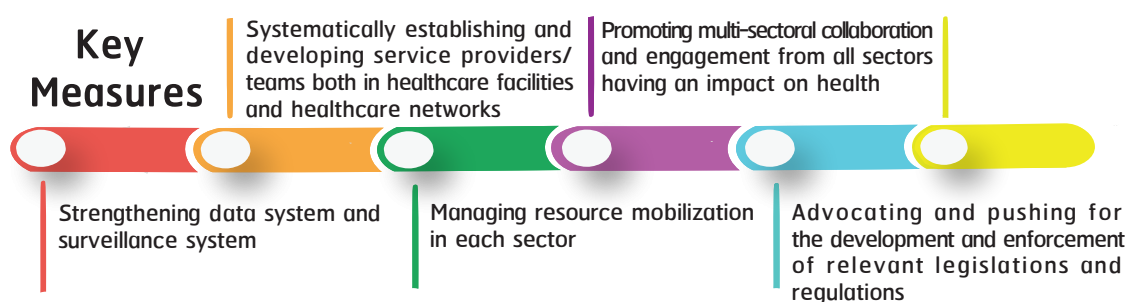 Key
Measures
Systematically establishing and
developing service providers/
teams both in healthcare facilities
and healthcare networks
Promoting multi-sectoral collaboration
and engagement from all sectors
having an impact on health
Strengthening data system and
surveillance system
Managing resource mobilization
in each sector
Advocating and pushing for
the development and enforcement
of relevant legislations and
regulations